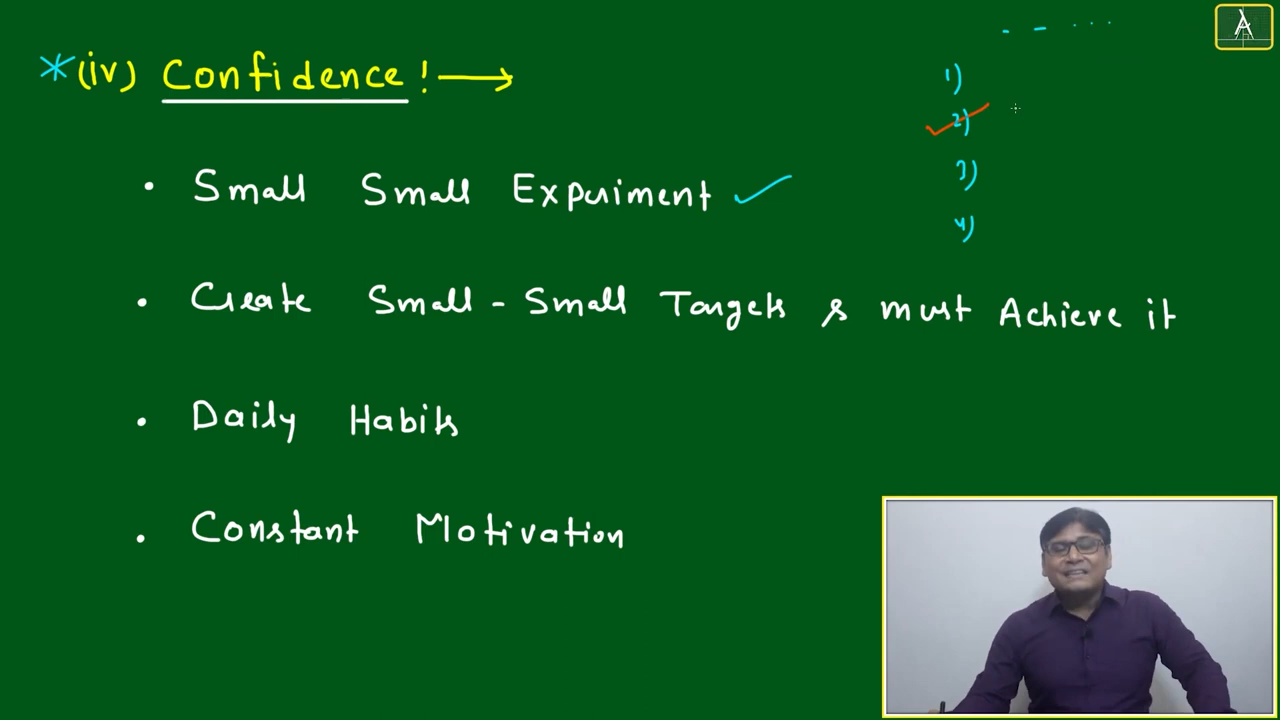 *(iv) Confidence! →
• Small Small Experiment ✓
• Create Small - Small Targets & must Achieve it
• Daily Habits
• Constant Motivation
- - . . .
1)
2)
3)
4)
A